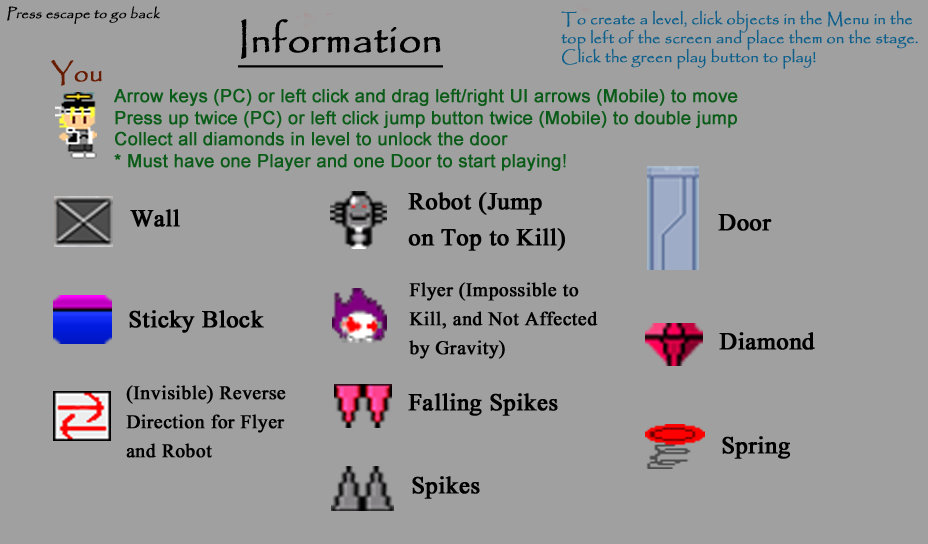 Press escape to go back
Information
To create a level, click objects in the Menu in the
top left of the screen and place them on the stage.
Click the green play button to play!
You
Arrow keys (PC) or left click and drag left/right UI arrows (Mobile) to move
Press up twice (PC) or left click jump button twice (Mobile) to double jump
Collect all diamonds in level to unlock the door
* Must have one Player and one Door to start playing!
Wall
Robot (Jump
on Top to Kill)
Door
Sticky Block
Flyer (Impossible to
Kill, and Not Affected
by Gravity)
Diamond
(Invisible) Reverse
Direction for Flyer
and Robot
Falling Spikes
Spring
Spikes